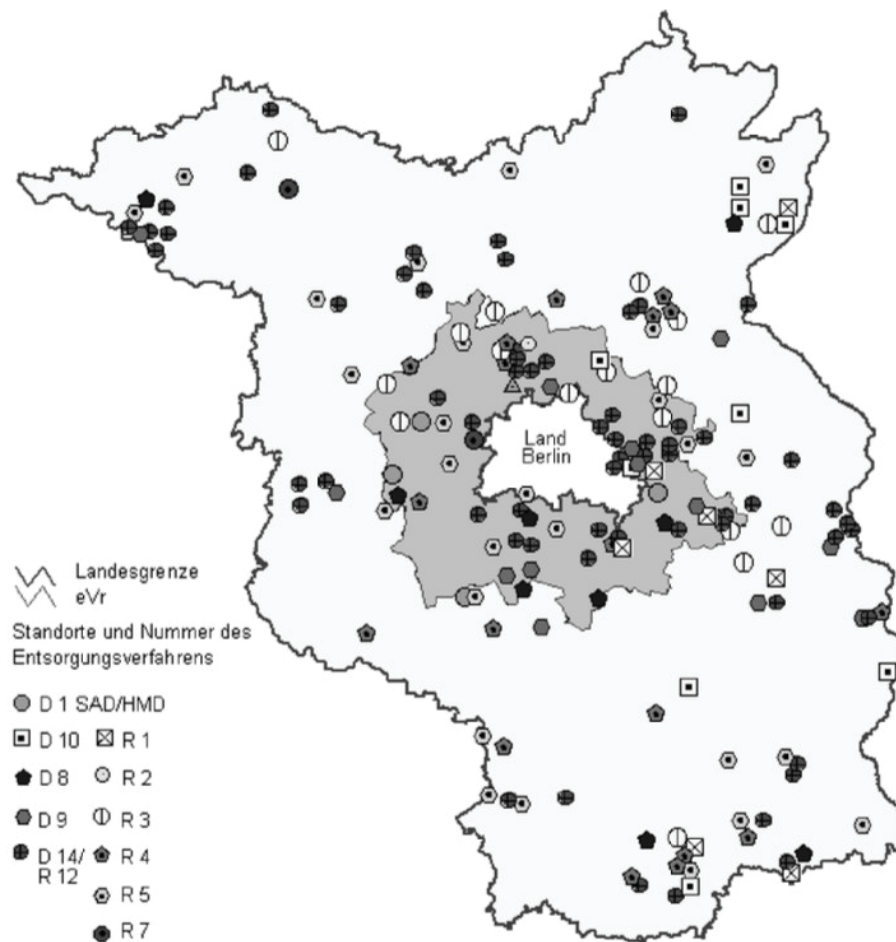 Land
Berlin
Landesgrenze
eVr
Standorte und Nummer des
Entsorgungsverfahrens
D 1 SAD/HMD
D 10 R 1
D 8 R 2
D 9 R 3
D 14/ R 4
R 12
R 5
R 7